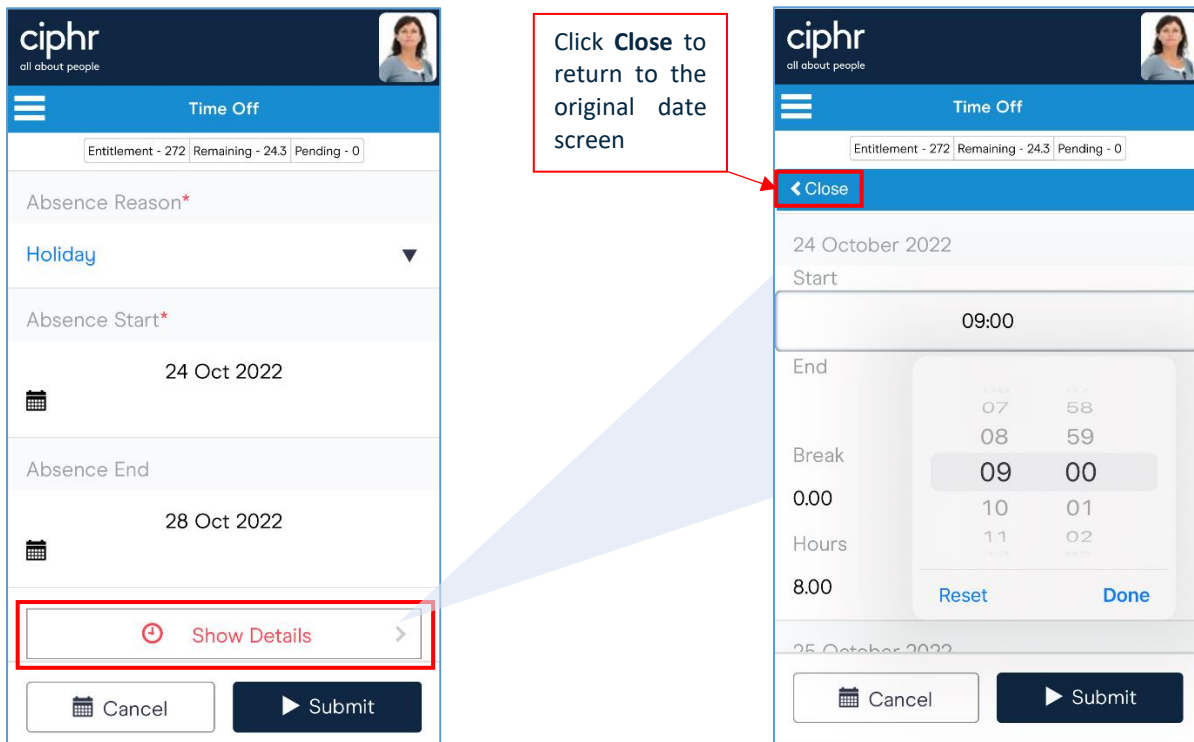 ciphr
all about people
Time Off
Entitlement - 272 Remaining - 24.3 Pending - 0
Absence Reason*
Holiday
Absence Start*
24 Oct 2022
Absence End
28 Oct 2022
Show Details
Cancel
Submit
Click Close to
return to the
original date
screen
ciphr
all about people
Time Off
Entitlement - 272 Remaining - 24.3 Pending - 0
Close
24 October 2022
Start
09:00
End
07 58
08 59
Break
09 00
0.00
10 01
Hours
11 02
8.00
Reset Done
25 October 2022
Cancel
Submit